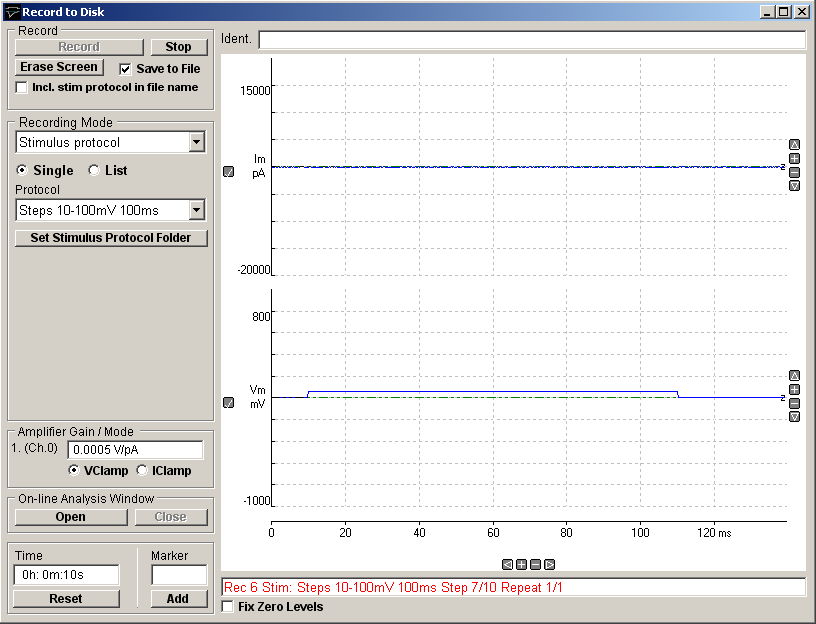 Record to Disk
Record
Record Stop
Erase Screen Save to File
Incl. stim protocol in file name
Recording Mode
Stimulus protocol
Single List
Protocol
Steps 10-100mV 100ms
Set Stimulus Protocol Folder
Amplifier Gain / Mode
1. (Ch.0) 0.0005 V/pA
VClamp IClamp
On-line Analysis Window
Open Close
Time Marker
0h: 0m:10s
Reset Add
Ident.
15000
Im
pA
z
-20000
800
Vm
mV
z
-1000
0 20 40 60 80 100 120 ms
Rec 6 Stim: Steps 10-100mV 100ms Step 7/10 Repeat 1/1
Fix Zero Levels